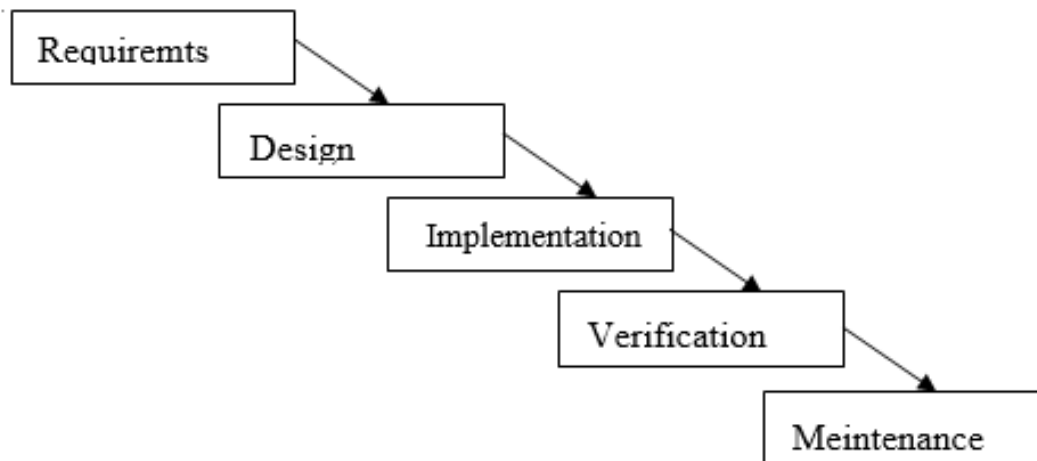 Requiremts
Design
Implementation
Verification
Meintenance